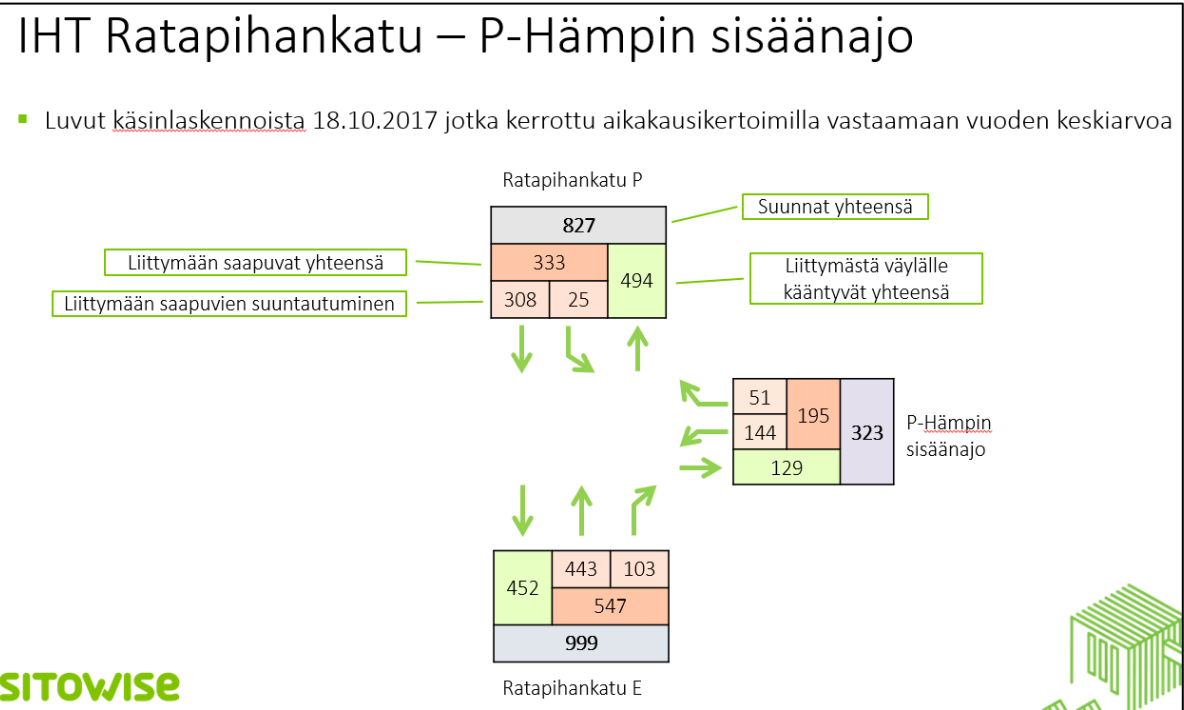 IHT Ratapihankatu – P-Hämpin sisäänajo
Luvut käsinlaskennoista 18.10.2017 jotka kerrottu aikakausikertoimilla vastaamaan vuoden keskiarvoa
Ratapihankatu P
Suunnat yhteensä
827
Liittymään saapuvat yhteensä
333
494
Liittymästä väylälle
kääntyvät yhteensä
Liittymään saapuvien suuntautuminen
308 25
51
195
323
144
129
P-Hämpin
sisäänajo
452
443 103
547
999
Ratapihankatu E
SITOWISE